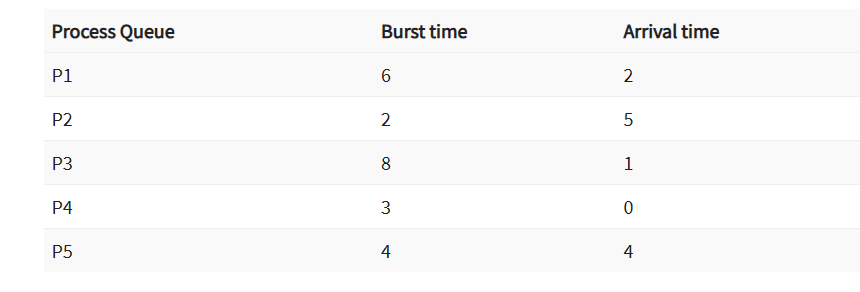 Process Queue Burst time Arrival time
P1 6 2
P2 2 5
P3 8 1
P4 3 0
P5 4 4